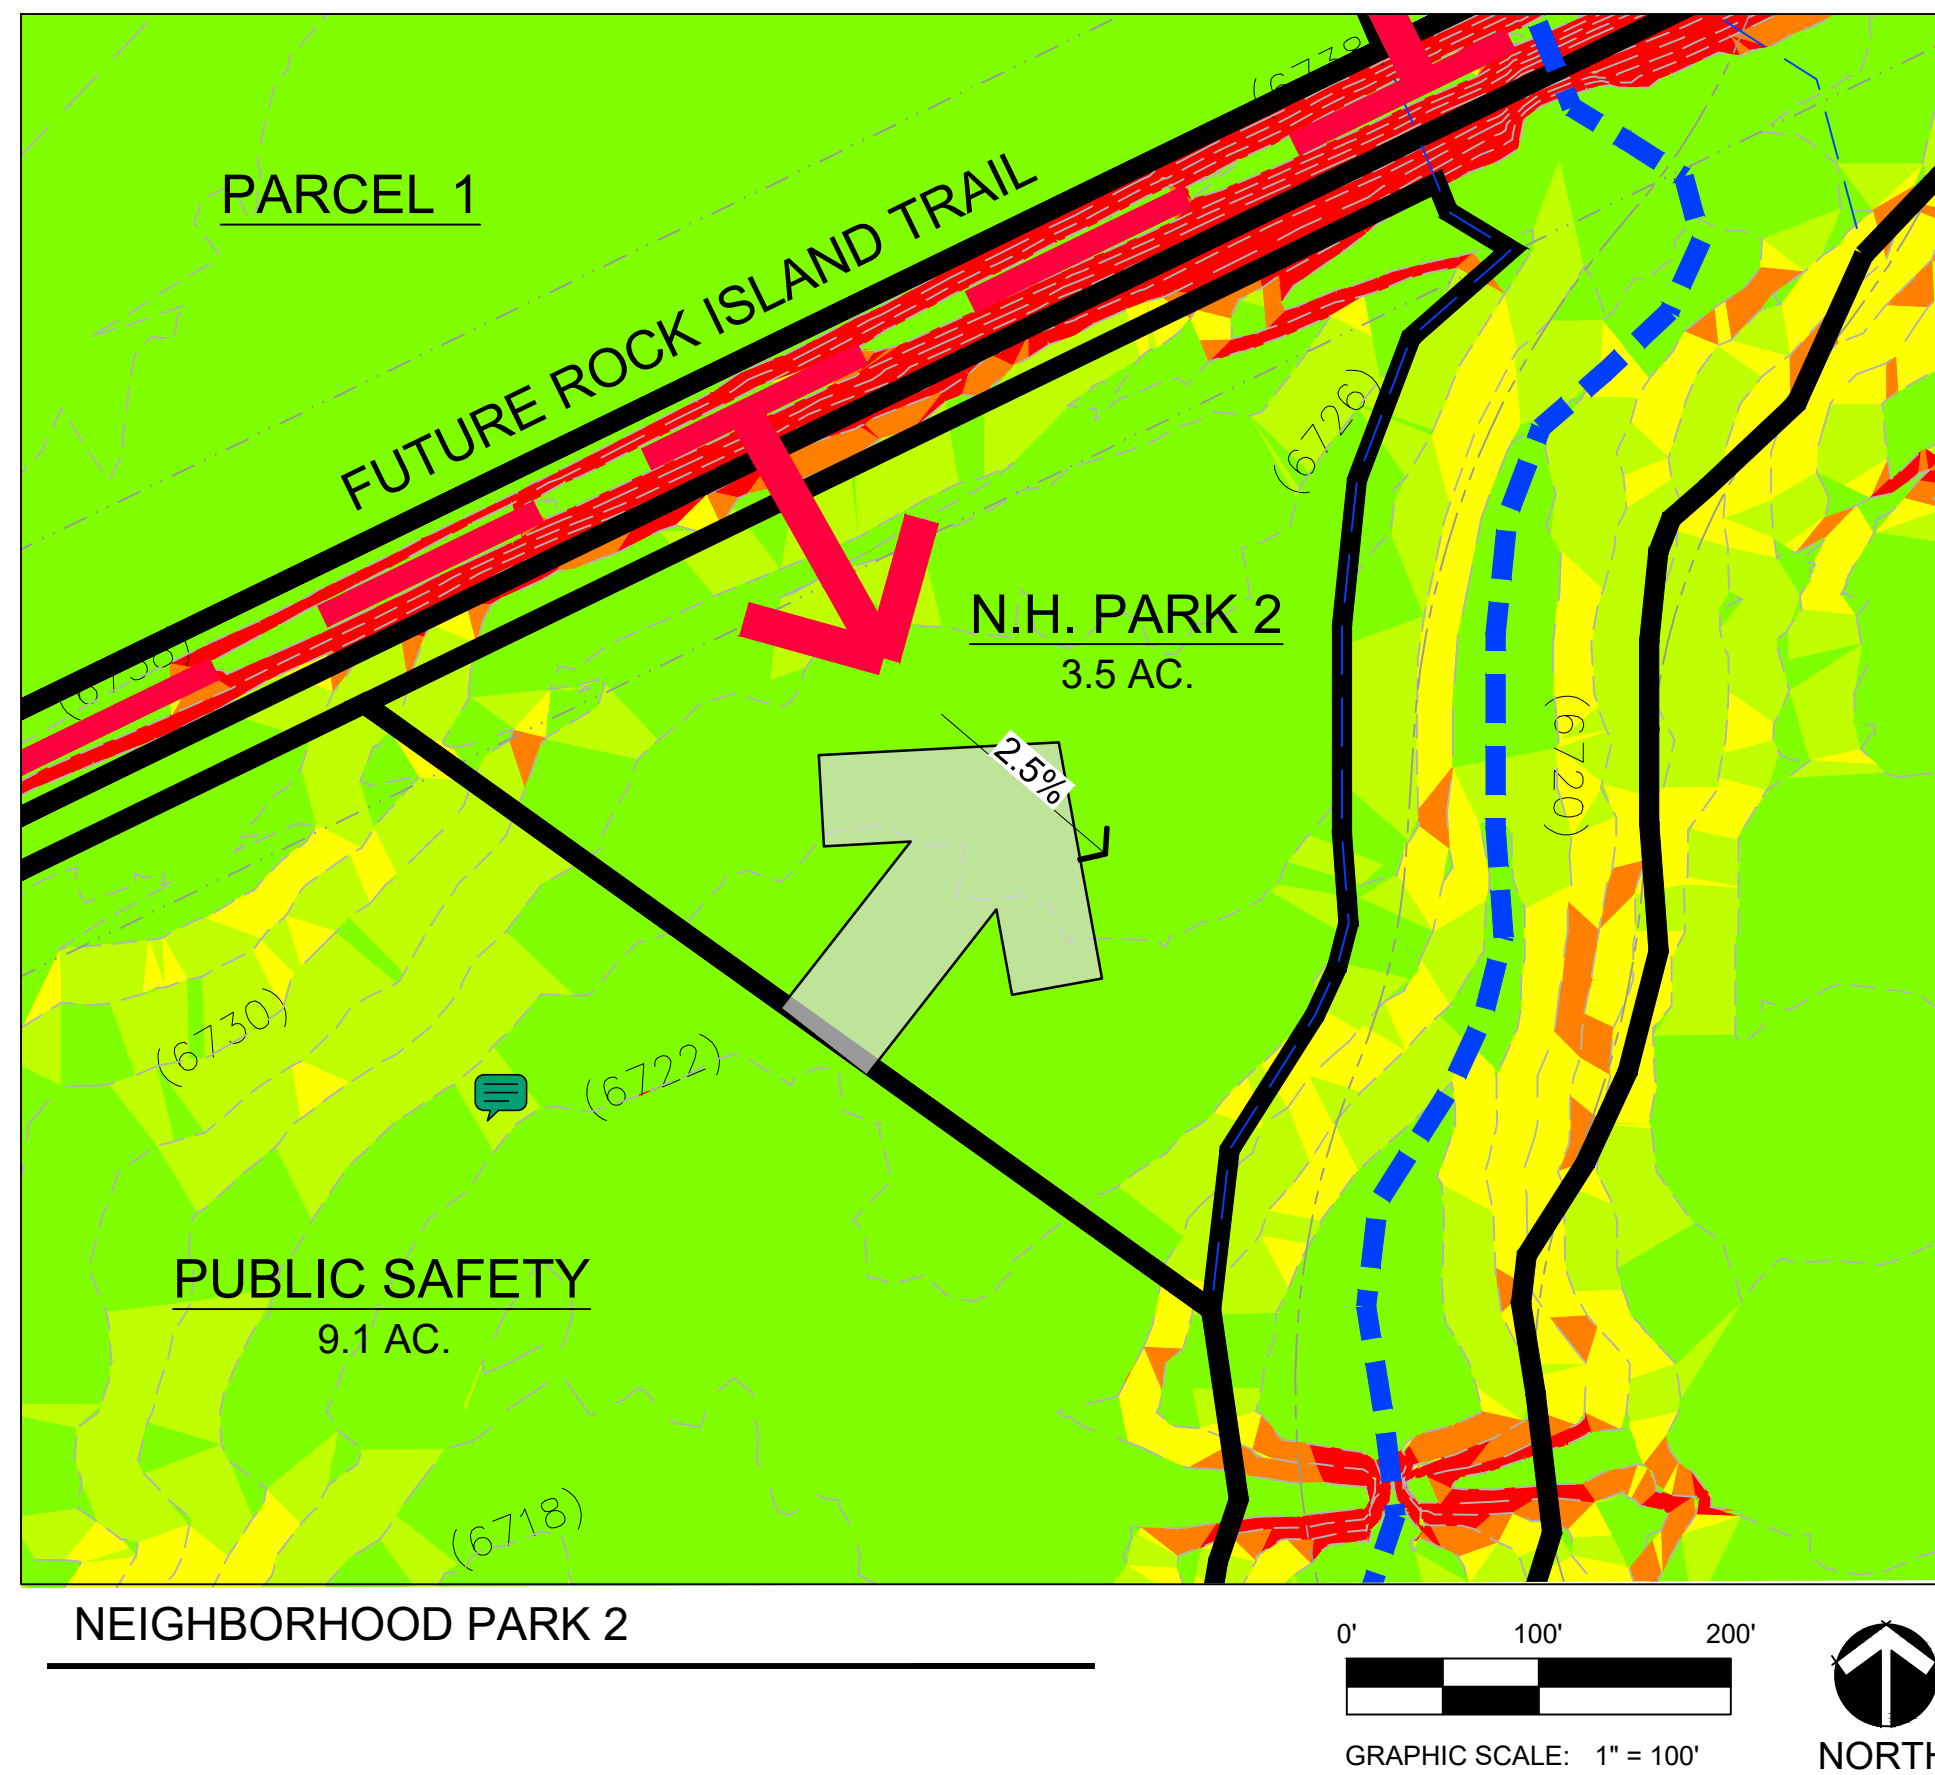 PARCEL 1
FUTURE ROCK ISLAND TRAIL
(6726)
N.H. PARK 2
3.5 AC.
2.5%
(6720)
(6730)
(6722)
PUBLIC SAFETY
9.1 AC.
(6718)
NEIGHBORHOOD PARK 2
0' 100' 200'
GRAPHIC SCALE: 1" = 100'
NORTH